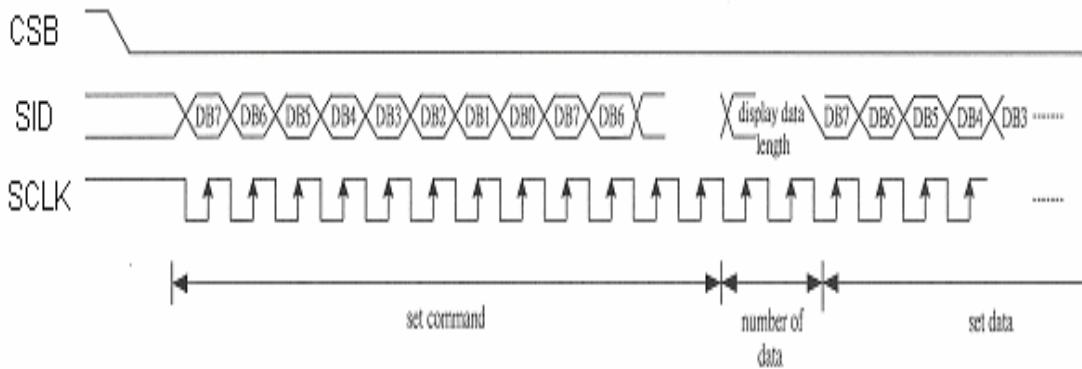 CSB
SID
DB7 DB6 DB5 DB4 DB3 DB2 DB1 DB0 DB7 DB6
display data
length
DB7 DB6 DB5 DB4 DB3 ........
SCLK
........
set command
number of
data
set data